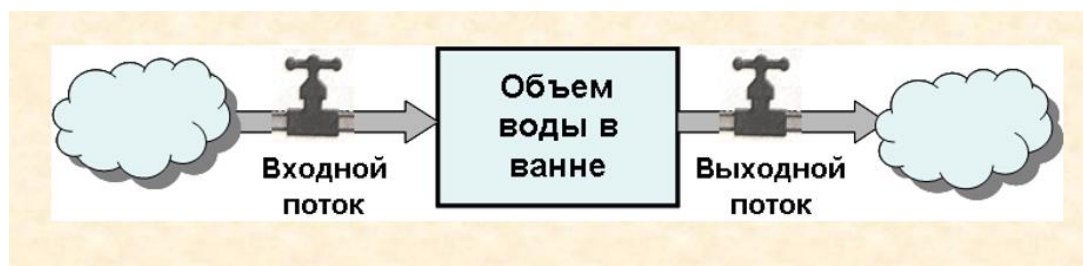 Объем
воды в
ванне
Входной
поток
Выходной
поток